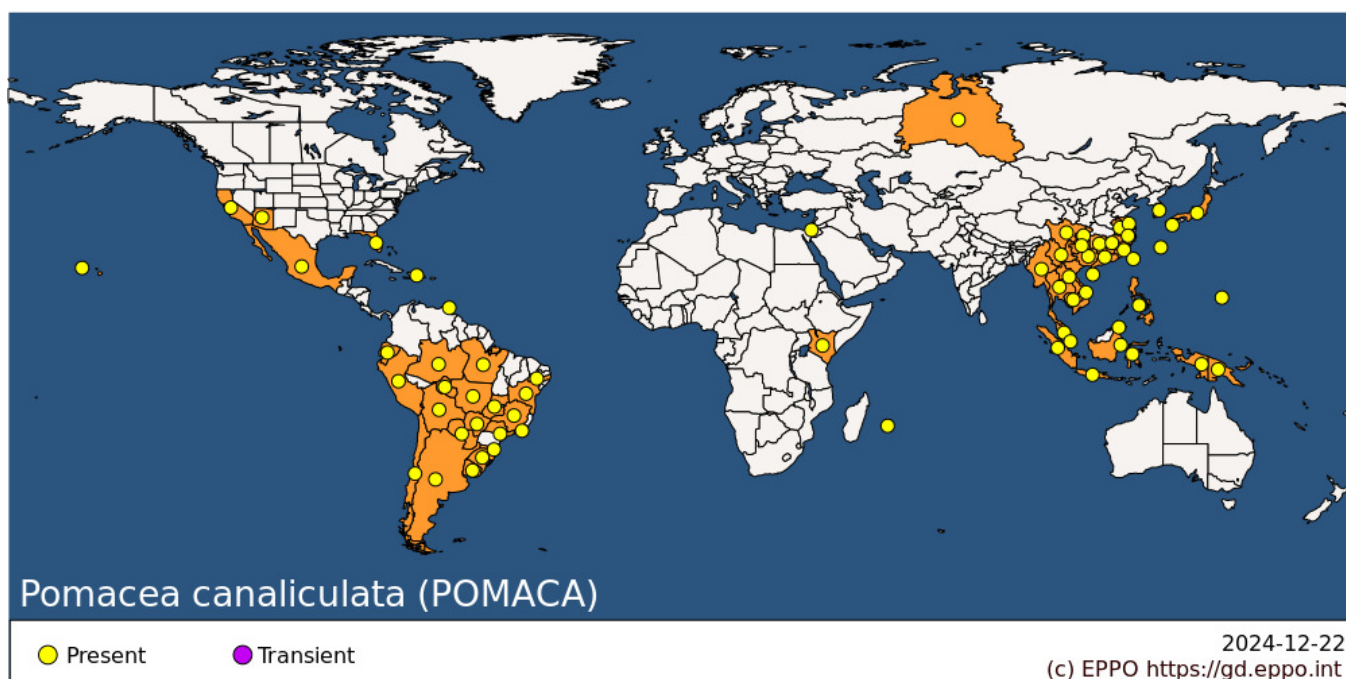 Pomacea canaliculata (POMACA)
Present
Transient
2024-12-22
(c) EPPO https://gd.eppo.int